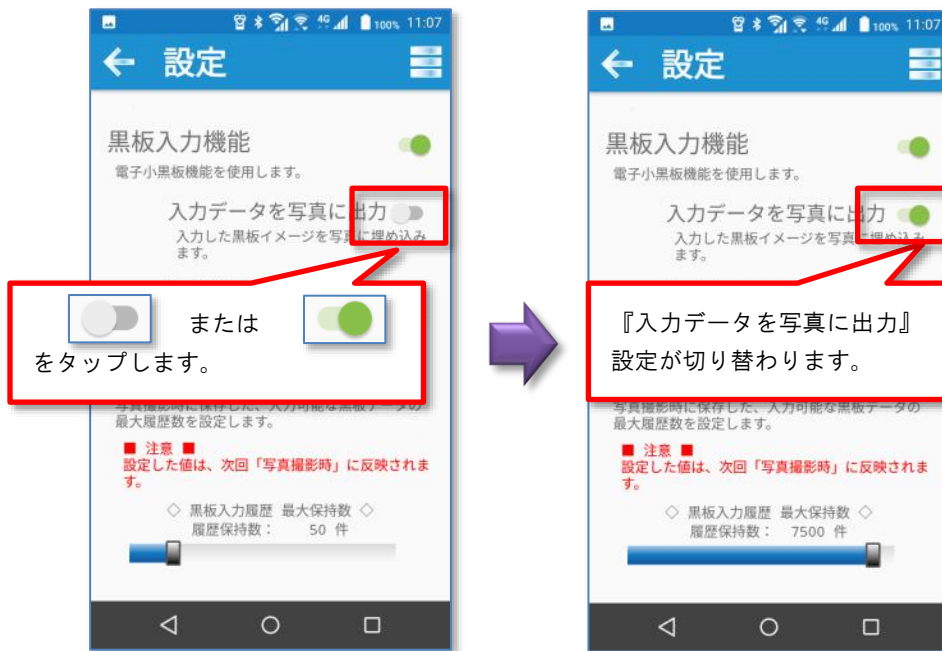 100% 11:07
設定
黒板入力機能
電子小黒板機能を使用します。
入力データを写真に出力
入力した黒板イメージを写真に埋め込み
ます。
または
をタップします。
写真撮影時に保存した、入力可能な黒板データの
最大履歴数を設定します。
■ 注意 ■
設定した値は、次回「写真撮影時」に反映されま
す。
◇ 黒板入力履歴 最大保持数 ◇
履歴保持数： 50 件
4G 100% 11:07
設定
黒板入力機能
電子小黒板機能を使用します。
入力データを写真に出力
入力した黒板イメージを写真に埋め込み
ます。
『入力データを写真に出力』
設定が切り替わります。
写真撮影時に保存した、入力可能な黒板データの
最大履歴数を設定します。
■ 注意 ■
設定した値は、次回「写真撮影時」に反映されま
す。
◇ 黒板入力履歴 最大保持数 ◇
履歴保持数： 7500 件